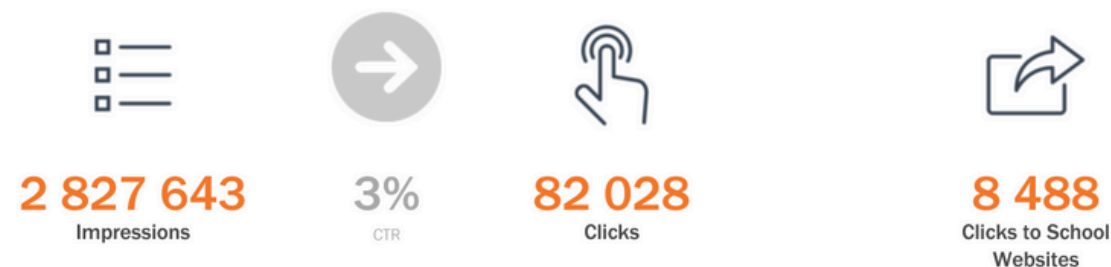 2 827 643
Impressions
3%
CTR
82 028
Clicks
8 488
Clicks to School
Websites